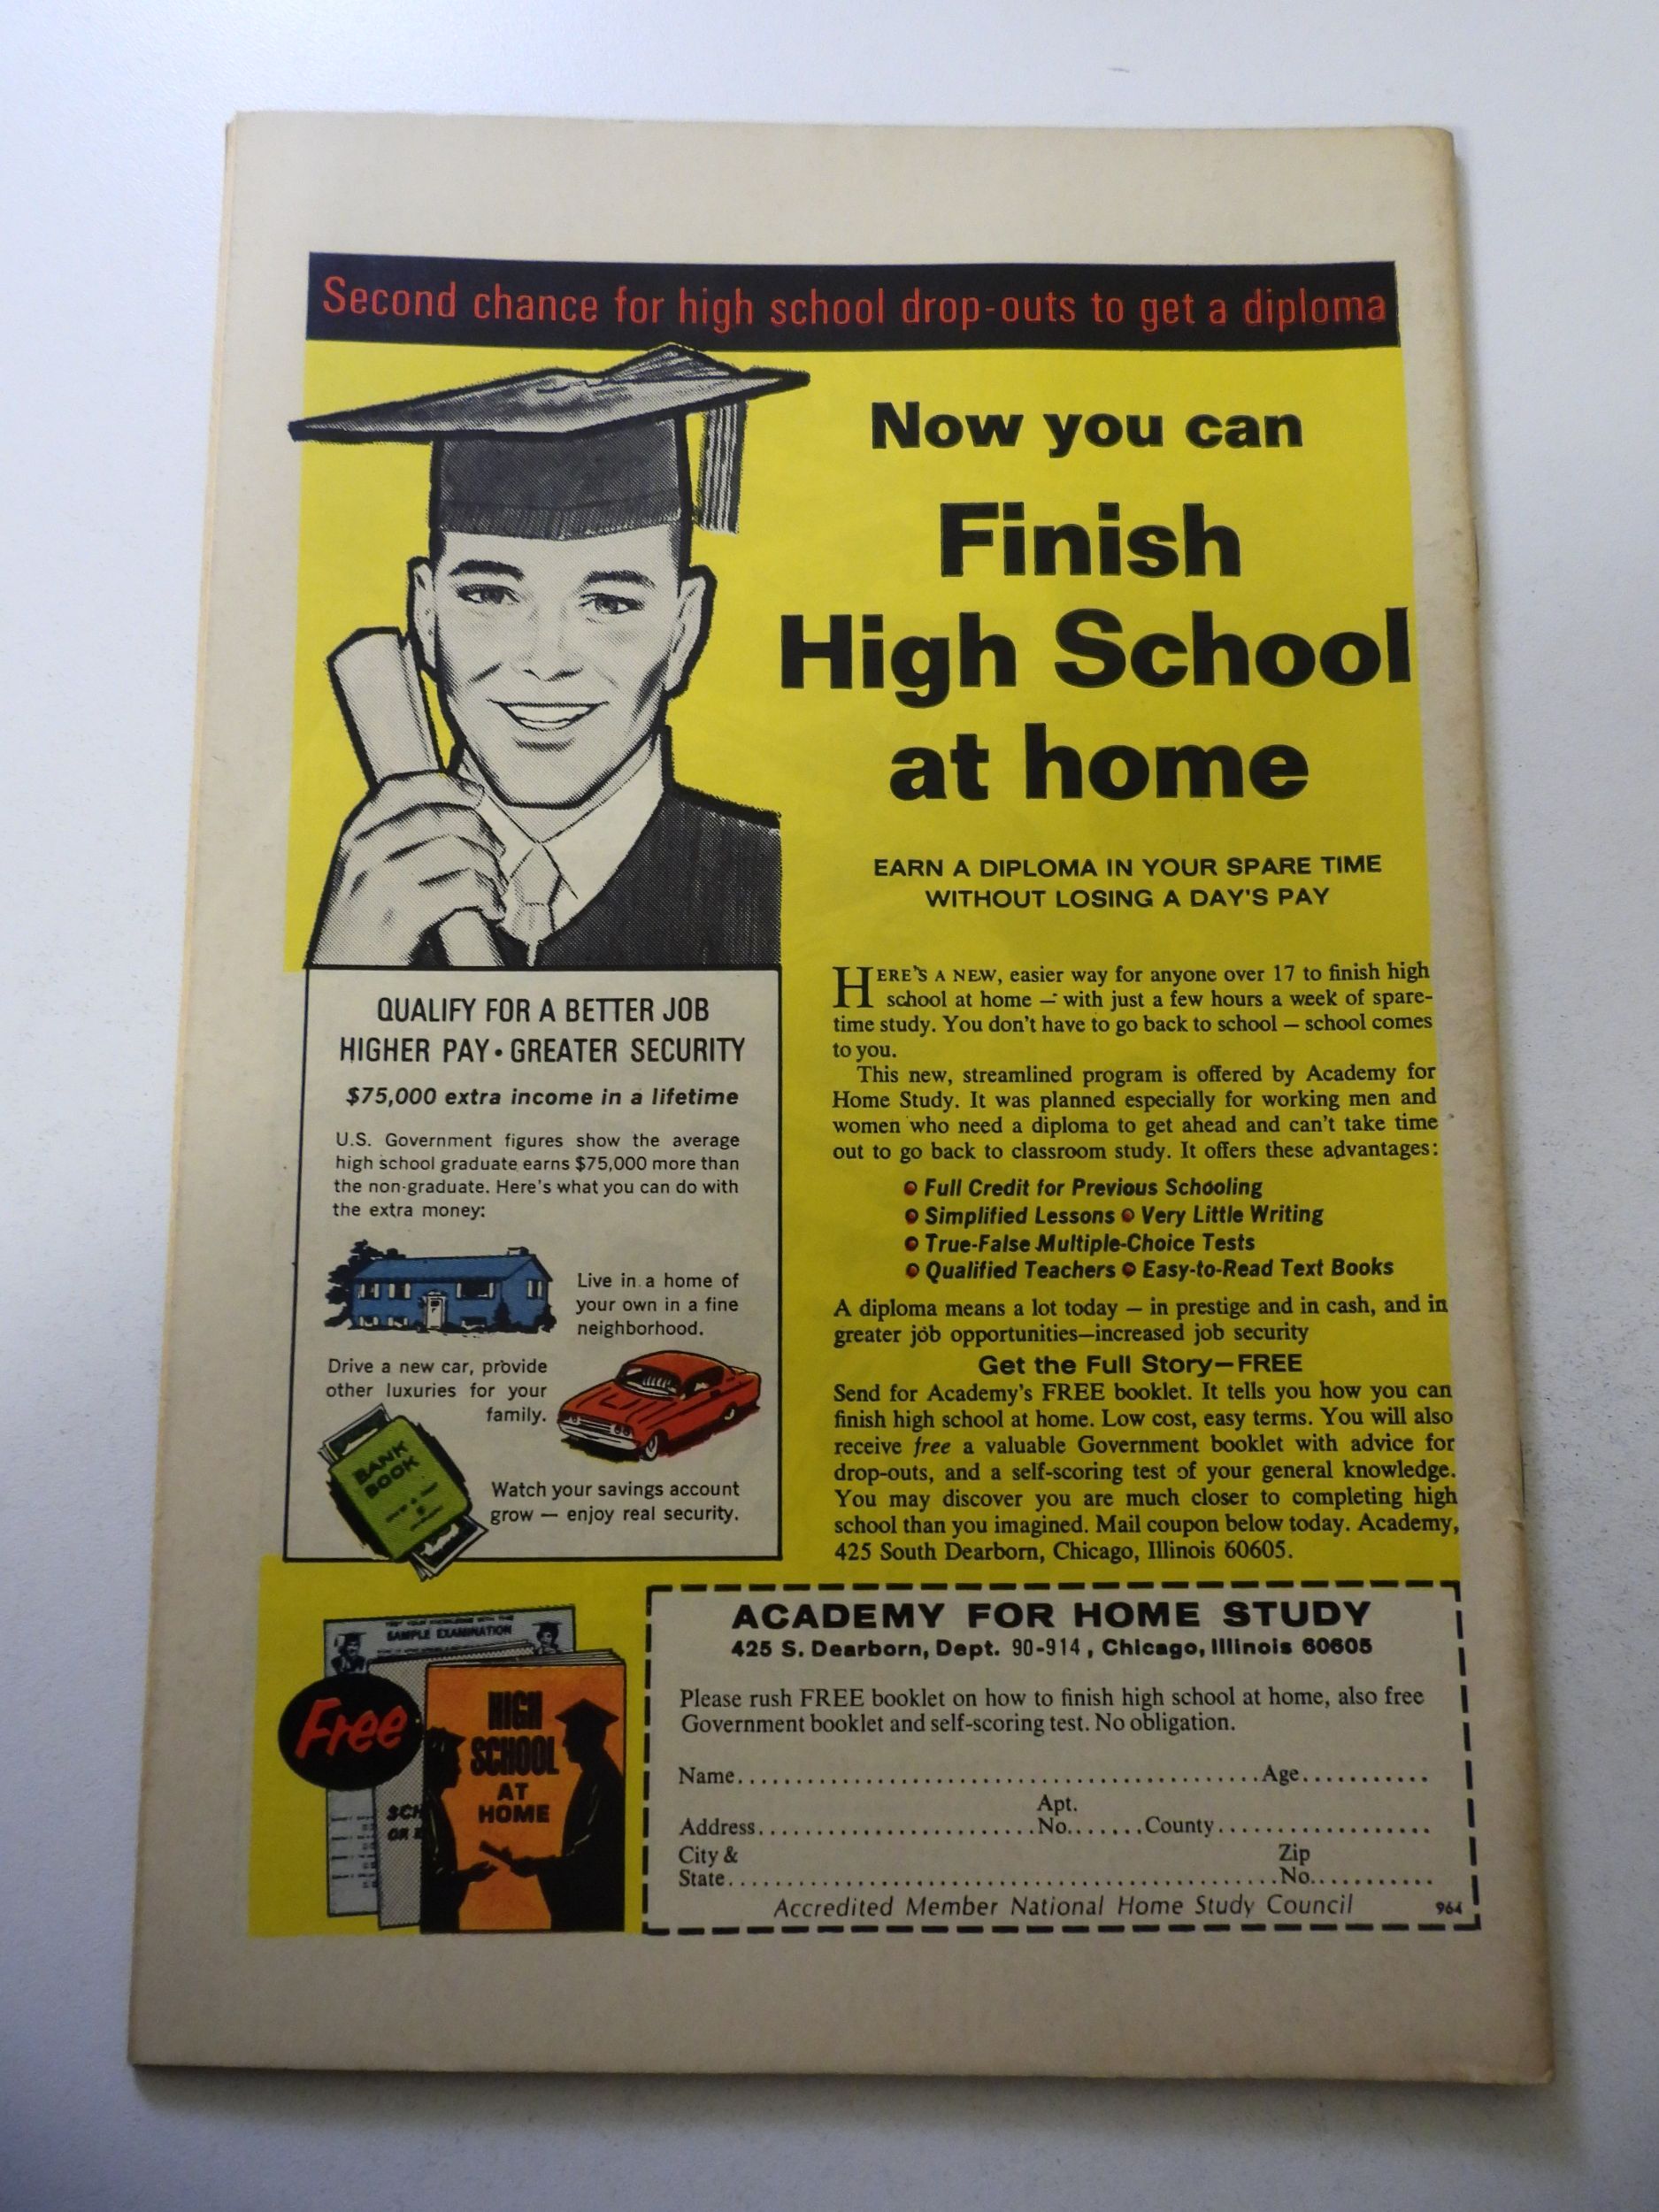 Second chance for high school drop-outs to get a diploma
Now you can
Finish
High School
at home
EARN A DIPLOMA IN YOUR SPARE TIME
WITHOUT LOSING A DAY'S PAY
QUALIFY FOR A BETTER JOB
HIGHER PAY • GREATER SECURITY
$75,000 extra income in a lifetime
U.S. Government figures show the average
high school graduate earns $75,000 more than
the non-graduate. Here's what you can do with
the extra money:
Live in a home of
your own in a fine
neighborhood.
Drive a new car, provide
other luxuries for your
family.
BANK
BOOK
Watch your savings account
grow — enjoy real security.
HERE'S A NEW, easier way for anyone over 17 to finish high
school at home — with just a few hours a week of spare-
time study. You don't have to go back to school — school comes
to you.
This new, streamlined program is offered by Academy for
Home Study. It was planned especially for working men and
women who need a diploma to get ahead and can't take time
out to go back to classroom study. It offers these advantages:
• Full Credit for Previous Schooling
• Simplified Lessons • Very Little Writing
• True-False Multiple-Choice Tests
• Qualified Teachers • Easy-to-Read Text Books
A diploma means a lot today — in prestige and in cash, and in
greater job opportunities—increased job security
Get the Full Story—FREE
Send for Academy's FREE booklet. It tells you how you can
finish high school at home. Low cost, easy terms. You will also
receive free a valuable Government booklet with advice for
drop-outs, and a self-scoring test of your general knowledge.
You may discover you are much closer to completing high
school than you imagined. Mail coupon below today. Academy,
425 South Dearborn, Chicago, Illinois 60605.
SAMPLE EXAMINATION
Free
HIGH
SCHOOL
AT
HOME
SCH
OR
ACADEMY FOR HOME STUDY
425 S. Dearborn, Dept. 90-914, Chicago, Illinois 60605
Please rush FREE booklet on how to finish high school at home, also free
Government booklet and self-scoring test. No obligation.
Name............................................Age............
Apt.
Address........................No.......County..................
City & Zip
State................................................No............
Accredited Member National Home Study Council 964